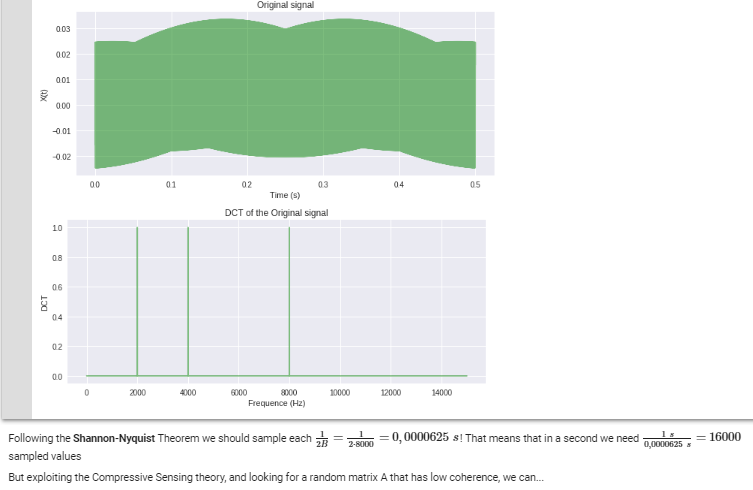 Original signal
0.03
0.02
0.01
0.00
−0.01
−0.02
X(t)
0.0 0.1 0.2 0.3 0.4 0.5
Time (s)
DCT of the Original signal
1.0
0.8
0.6
0.4
0.2
0.0
DCT
0 2000 4000 6000 8000 10000 12000 14000
Frequence (Hz)
Following the Shannon-Nyquist Theorem we should sample each 1/2B = 1/2·8000 = 0,0000625 s! That means that in a second we need 1 s/0,0000625 s = 16000
sampled values
But exploiting the Compressive Sensing theory, and looking for a random matrix A that has low coherence, we can...